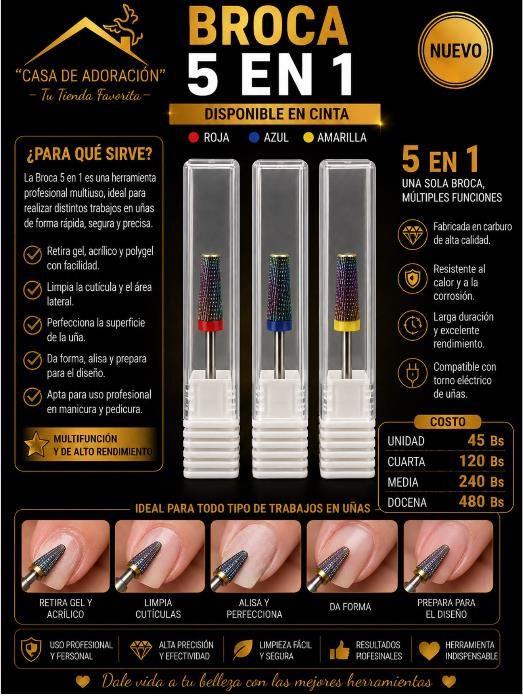 "CASA DE ADORACIÓN"
– Tu Tienda Favorita –
BROCA
5 EN 1
NUEVO
DISPONIBLE EN CINTA
ROJA AZUL AMARILLA
¿PARA QUÉ SIRVE?
La Broca 5 en 1 es una herramienta
profesional multiuso, ideal para
realizar distintos trabajos en uñas
de forma rápida, segura y precisa.
Retira gel, acrílico y polygel
con facilidad.
Limpia la cutícula y el área
lateral.
Perfecciona la superficie
de la uña.
Da forma, alisa y prepara
para el diseño.
Apta para uso profesional
en manicura y pedicura.
MULTIFUNCIÓN
Y DE ALTO RENDIMIENTO
5 EN 1
UNA SOLA BROCA,
MÚLTIPLES FUNCIONES
Fabricada en carburo
de alta calidad.
Resistente al
calor y a la
corrosión.
Larga duración
y excelente
rendimiento.
Compatible con
torno eléctrico
de uñas.
COSTO
UNIDAD 45 Bs
CUARTA 120 Bs
MEDIA 240 Bs
DOCENA 480 Bs
IDEAL PARA TODO TIPO DE TRABAJOS EN UÑAS
RETIRA GEL Y
ACRÍLICO
LIMPIA
CUTÍCULAS
ALISA Y
PERFECCIONA
DA FORMA
PREPARA PARA
EL DISEÑO
USO PROFESIONAL
Y FERSONAL
ALTA PRECISIÓN
Y EFECTIVIDAD
LIMPIEZA FÁCIL
Y SEGURA
RESULTADOS
PIOFESINALES
HERRAMIENTA
INDISPENSABLE
Dale vida a tu belleza con las mejores herramientas